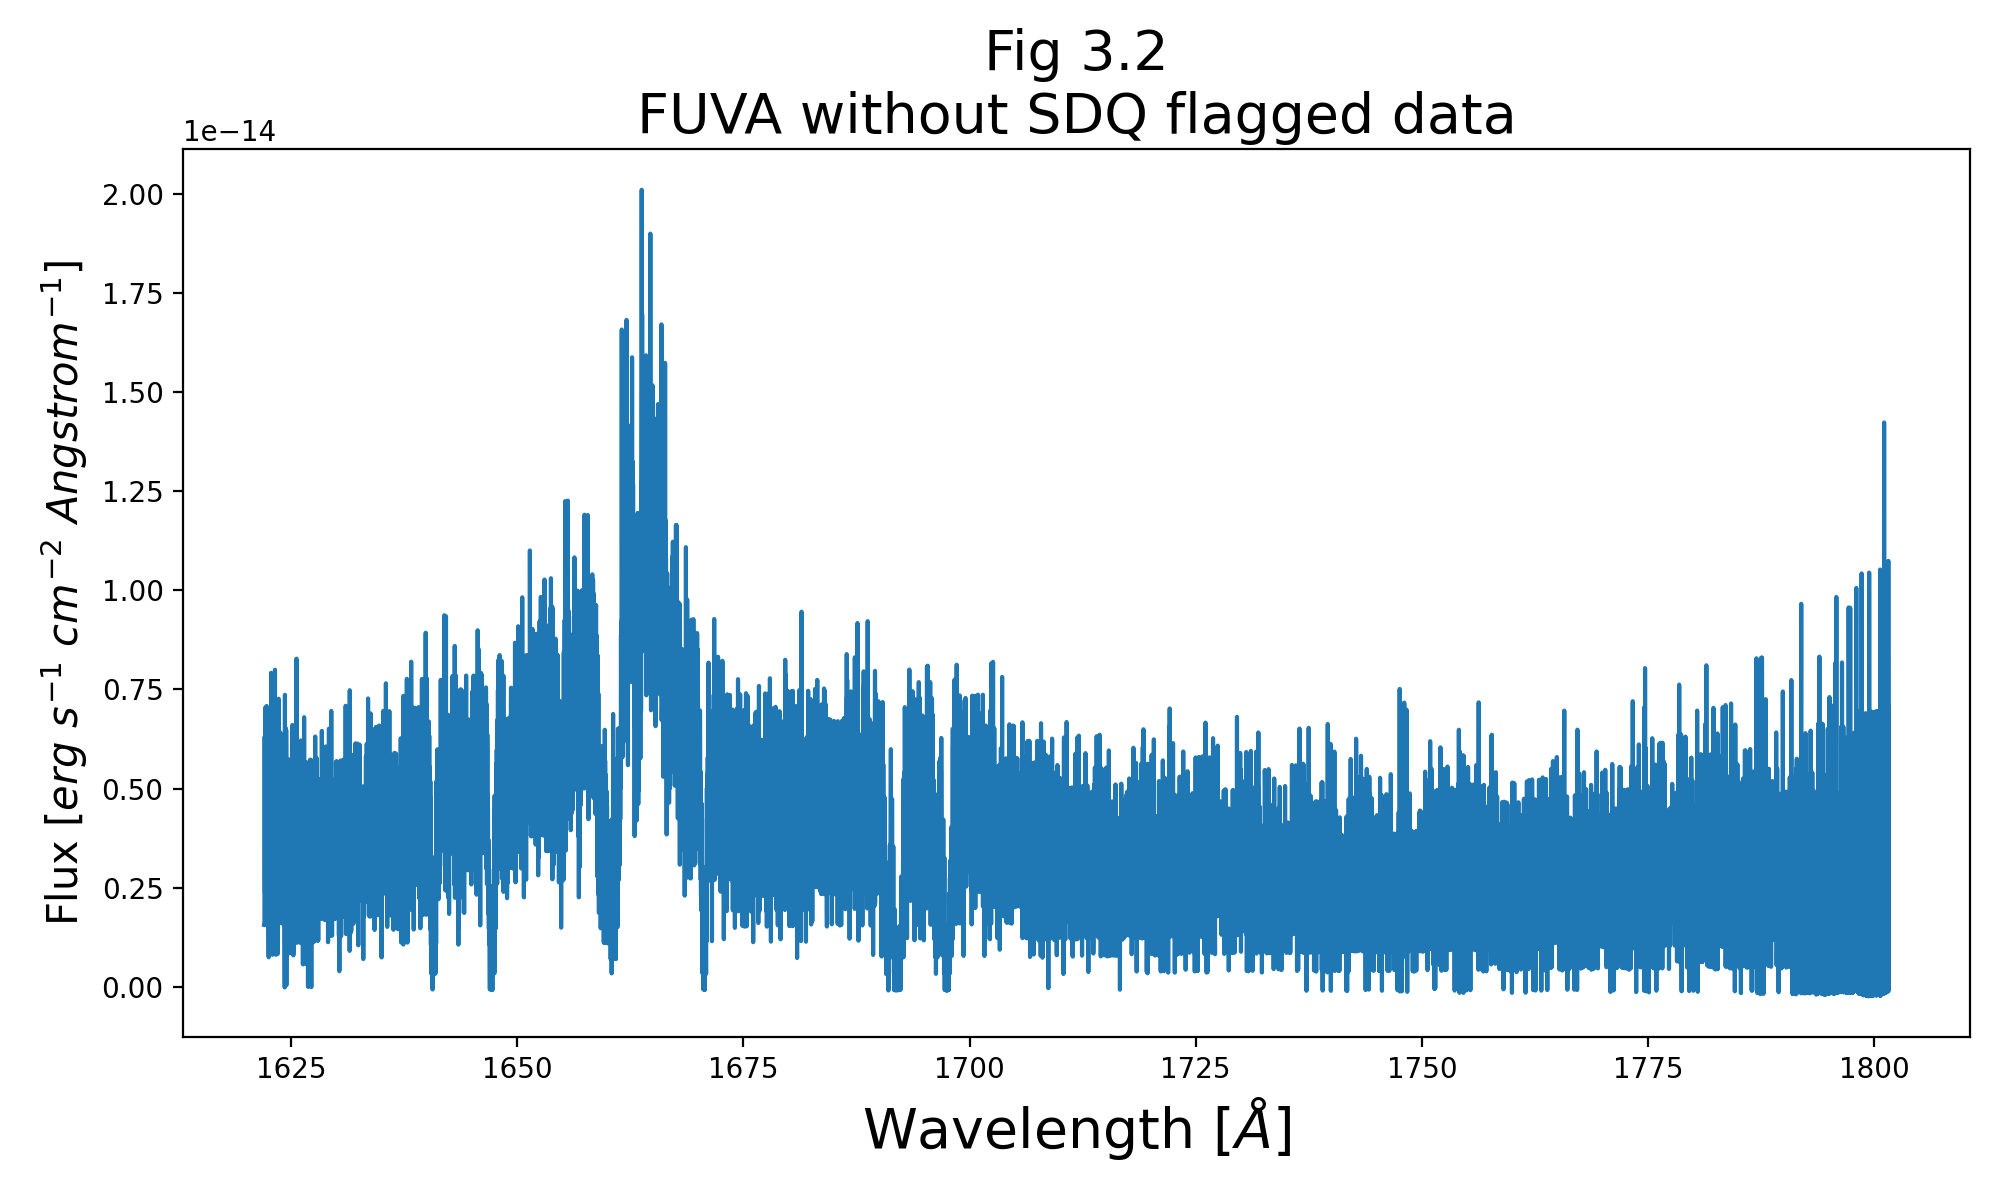 Fig 3.2
FUVA without SDQ flagged data
1e−14
2.00
1.75
1.50
1.25
1.00
0.75
0.50
0.25
0.00
Flux [erg s⁻¹ cm⁻² Angstrom⁻¹]
1625 1650 1675 1700 1725 1750 1775 1800
Wavelength [Å]